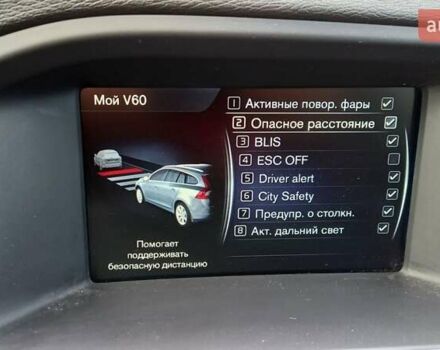 Мой V60
1 Активные повор. фары
2 Опасное расстояние
3 BLIS
4 ESC OFF
5 Driver alert
6 City Safety
7 Предупр. о столкн.
8 Акт. дальний свет
Помогает
поддерживать
безопасную дистанцию